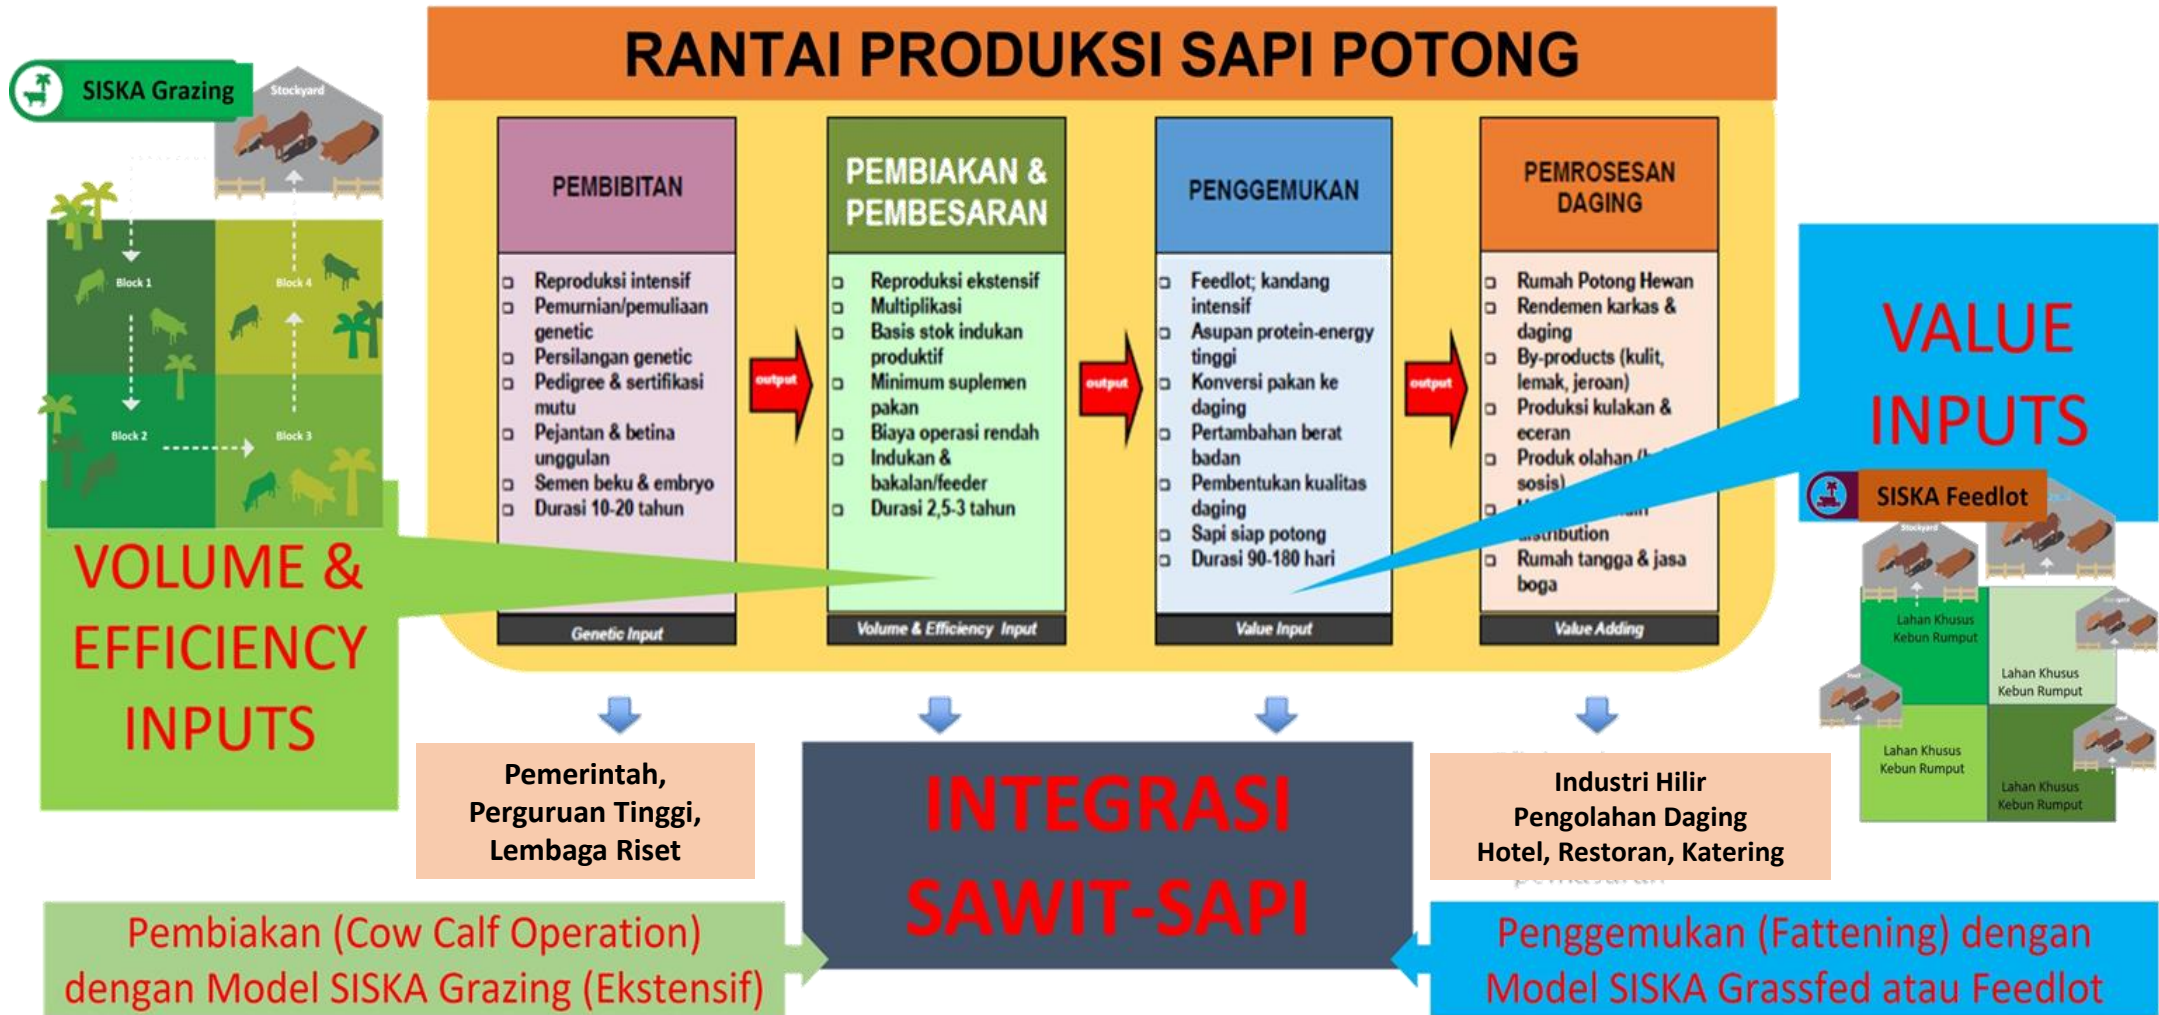 RANTAI PRODUKSI SAPI POTONG
SISKA Grazing
Stockyard
Block 1
Block 4
Block 2
Block 3
VOLUME &
EFFICIENCY
INPUTS
PEMBIBITAN
Reproduksi intensif
Pemurnian/pemuliaan
genetic
Persilangan genetic
Pedigree & sertifikasi
mutu
Pejantan & betina
unggulan
Semen beku & embryo
Durasi 10-20 tahun
Genetic Input
output
PEMBIAKAN &
PEMBESARAN
Reproduksi ekstensif
Multiplikasi
Basis stok indukan
produktif
Minimum suplemen
pakan
Biaya operasi rendah
Indukan &
bakalan/feeder
Durasi 2,5-3 tahun
Volume & Efficiency Input
output
PENGGEMUKAN
Feedlot; kandang
intensif
Asupan protein-energy
tinggi
Konversi pakan ke
daging
Pertambahan berat
badan
Pembentukan kualitas
daging
Sapi siap potong
Durasi 90-180 hari
Value Input
output
PEMROSESAN
DAGING
Rumah Potong Hewan
Rendemen karkas &
daging
By-products (kulit,
lemak, jeroan)
Produksi kulakan &
eceran
Produk olahan
sosis)
distribution
Rumah tangga & jasa
boga
Value Adding
VALUE
INPUTS
SISKA Feedlot
Stockyard
Lahan Khusus
Kebun Rumput
Lahan Khusus
Kebun Rumput
Lahan Khusus
Kebun Rumput
Lahan Khusus
Kebun Rumput
Pemerintah,
Perguruan Tinggi,
Lembaga Riset
INTEGRASI
SAWIT-SAPI
Industri Hilir
Pengolahan Daging
Hotel, Restoran, Katering
Pembiakan (Cow Calf Operation)
dengan Model SISKA Grazing (Ekstensif)
Penggemukan (Fattening) dengan
Model SISKA Grassfed atau Feedlot